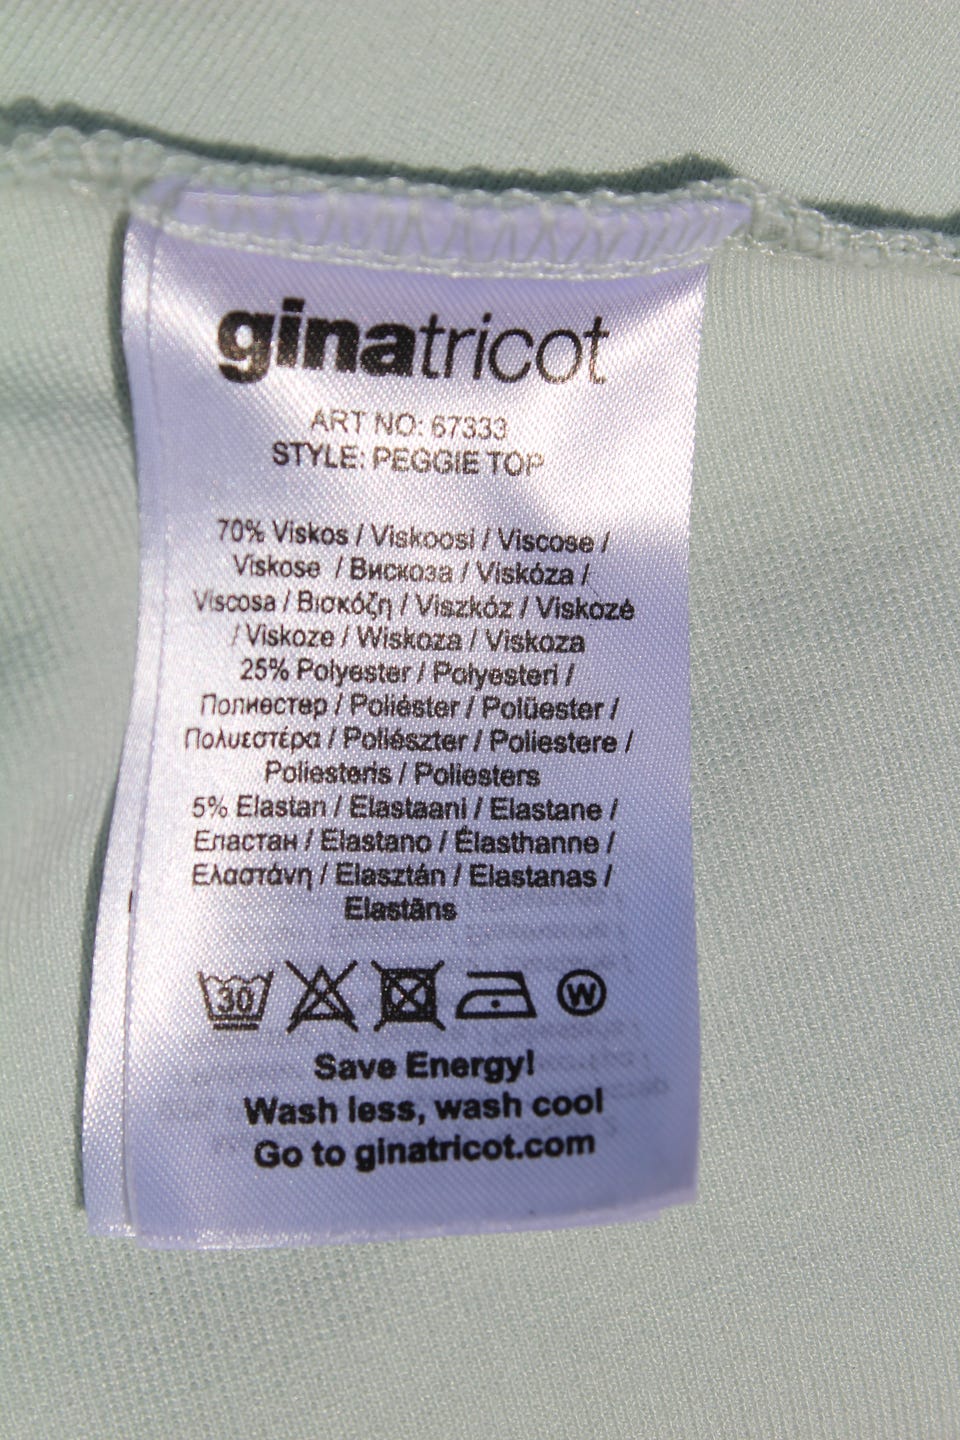 ginatricot
ART NO: 67333
STYLE: PEGGIE TOP
70% Viskos / Viskoosi / Viscose /
Viskose / Вискоза / Viskóza /
Viscosa / Βισκόζη / Viszkóz / Viskozė
/ Viskoze / Wiskoza / Viskoza
25% Polyester / Polyesteri /
Полиестер / Poliéster / Polüester /
Πολυεστέρα / Poliészter / Poliestere /
Poliesteris / Poliesters
5% Elastan / Elastaani / Elastane /
Еластан / Elastano / Élasthanne /
Ελαστάνη / Elasztán / Elastanas /
Elastāns
30 W
Save Energy!
Wash less, wash cool
Go to ginatricot.com